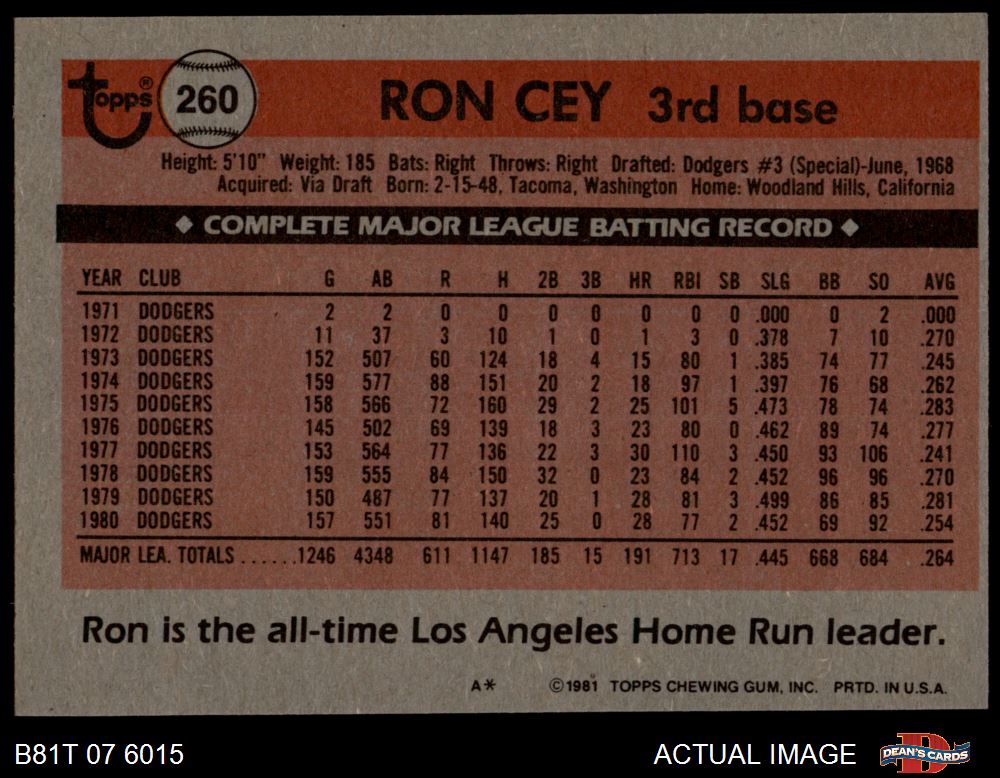 Topps®
260
RON CEY 3rd base
Height: 5'10" Weight: 185 Bats: Right Throws: Right Drafted: Dodgers #3 (Special)-June, 1968
Acquired: Via Draft Born: 2-15-48, Tacoma, Washington Home: Woodland Hills, California
◆ COMPLETE MAJOR LEAGUE BATTING RECORD ◆
YEAR CLUB G AB R H 2B 3B HR RBI SB SLG BB SO AVG
1971 DODGERS 2 2 0 0 0 0 0 0 0 .000 0 2 .000
1972 DODGERS 11 37 3 10 1 0 1 3 0 .378 7 10 .270
1973 DODGERS 152 507 60 124 18 4 15 80 1 .385 74 77 .245
1974 DODGERS 159 577 88 151 20 2 18 97 1 .397 76 68 .262
1975 DODGERS 158 566 72 160 29 2 25 101 5 .473 78 74 .283
1976 DODGERS 145 502 69 139 18 3 23 80 0 .462 89 74 .277
1977 DODGERS 153 564 77 136 22 3 30 110 3 .450 93 106 .241
1978 DODGERS 159 555 84 150 32 0 23 84 2 .452 96 96 .270
1979 DODGERS 150 487 77 137 20 1 28 81 3 .499 86 85 .281
1980 DODGERS 157 551 81 140 25 0 28 77 2 .452 69 92 .254
MAJOR LEA. TOTALS ......1246 4348 611 1147 185 15 191 713 17 .445 668 684 .264
Ron is the all-time Los Angeles Home Run leader.
A* ©1981 TOPPS CHEWING GUM, INC. PRTD. IN U.S.A.
B81T 07 6015
ACTUAL IMAGE
DEAN'S CARDS